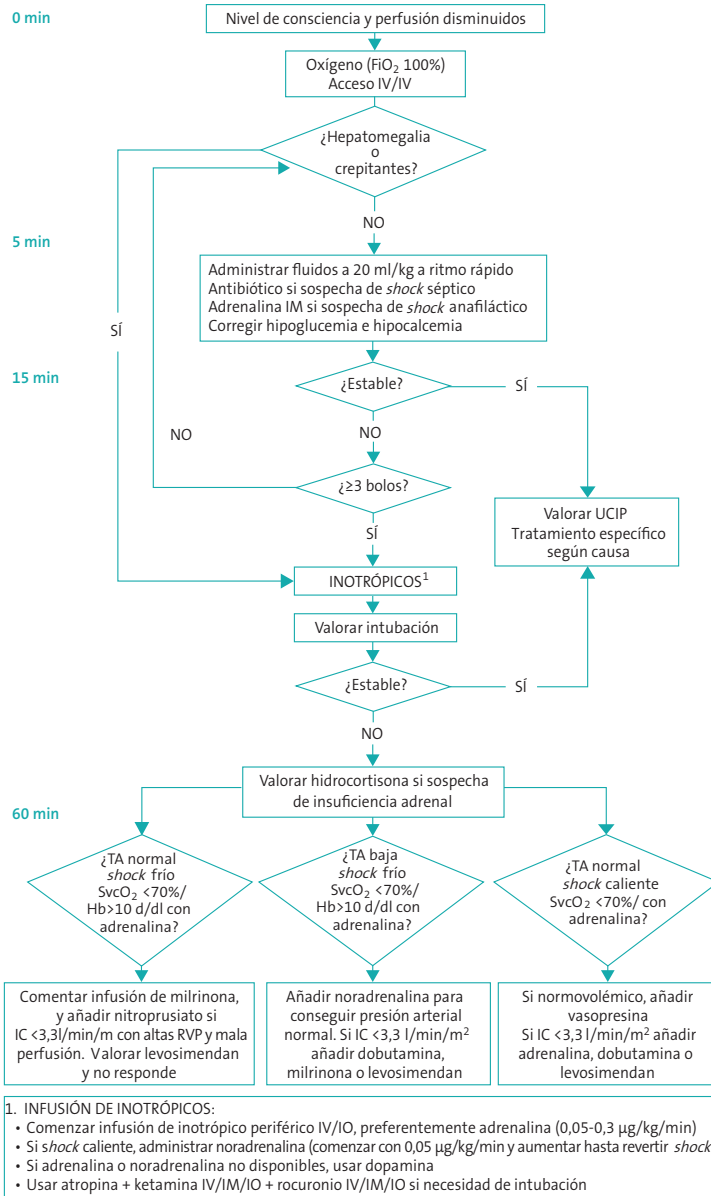 0 min
Nivel de consciencia y perfusión disminuidos
Oxígeno (FiO2 100%)
Acceso IV/IV
¿Hepatomegalia
o
crepitantes?
NO
5 min
Administrar fluidos a 20 ml/kg a ritmo rápido
Antibiótico si sospecha de shock séptico
Adrenalina IM si sospecha de shock anafiláctico
Corregir hipoglucemia e hipocalcemia
SÍ
15 min
¿Estable?
SÍ
NO
NO
¿≥3 bolos?
SÍ
Valorar UCIP
Tratamiento específico
según causa
INOTRÓPICOS1
Valorar intubación
¿Estable?
SÍ
NO
Valorar hidrocortisona si sospecha
de insuficiencia adrenal
60 min
¿TA normal
shock frío
SvcO2 <70%/
Hb>10 d/dl con
adrenalina?
¿TA baja
shock frío
SvcO2 <70%/
Hb>10 d/dl con
adrenalina?
¿TA normal
shock caliente
SvcO2 <70%/ con
adrenalina?
Comentar infusión de milrinona,
y añadir nitroprusiato si
IC <3,3l/min/m con altas RVP y mala
perfusión. Valorar levosimendan
y no responde
Añadir noradrenalina para
conseguir presión arterial
normal. Si IC <3,3 l/min/m2
añadir dobutamina,
milrinona o levosimendan
Si normovolémico, añadir
vasopresina
Si IC <3,3 l/min/m2 añadir
adrenalina, dobutamina o
levosimendan
1. INFUSIÓN DE INOTRÓPICOS:
• Comenzar infusión de inotrópico periférico IV/IO, preferentemente adrenalina (0,05-0,3 µg/kg/min)
• Si shock caliente, administrar noradrenalina (comenzar con 0,05 µg/kg/min y aumentar hasta revertir shock
• Si adrenalina o noradrenalina no disponibles, usar dopamina
• Usar atropina + ketamina IV/IM/IO + rocuronio IV/IM/IO si necesidad de intubación